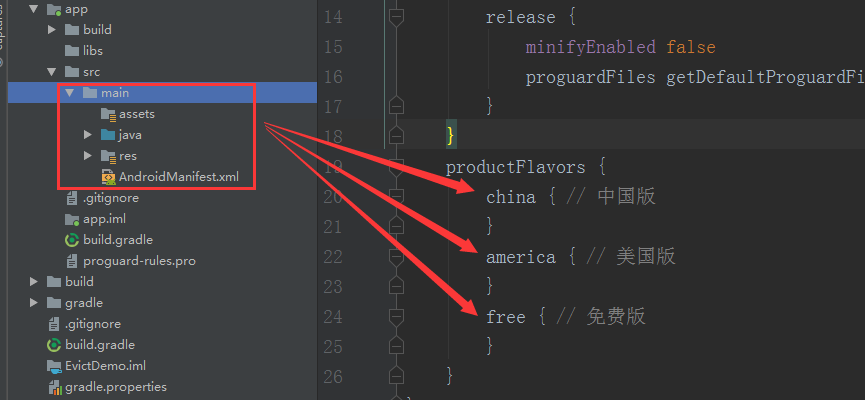 captures
app
build
libs
src
main
assets
java
res
AndroidManifest.xml
.gitignore
app.iml
build.gradle
proguard-rules.pro
build
gradle
.gitignore
build.gradle
EvictDemo.iml
gradle.properties
14 release {
15 minifyEnabled false
16 proguardFiles getDefaultProguardFi
17 }
18 }
19 productFlavors {
20 china { // 中国版
21 }
22 america { // 美国版
23 }
24 free { // 免费版
25 }
26 }